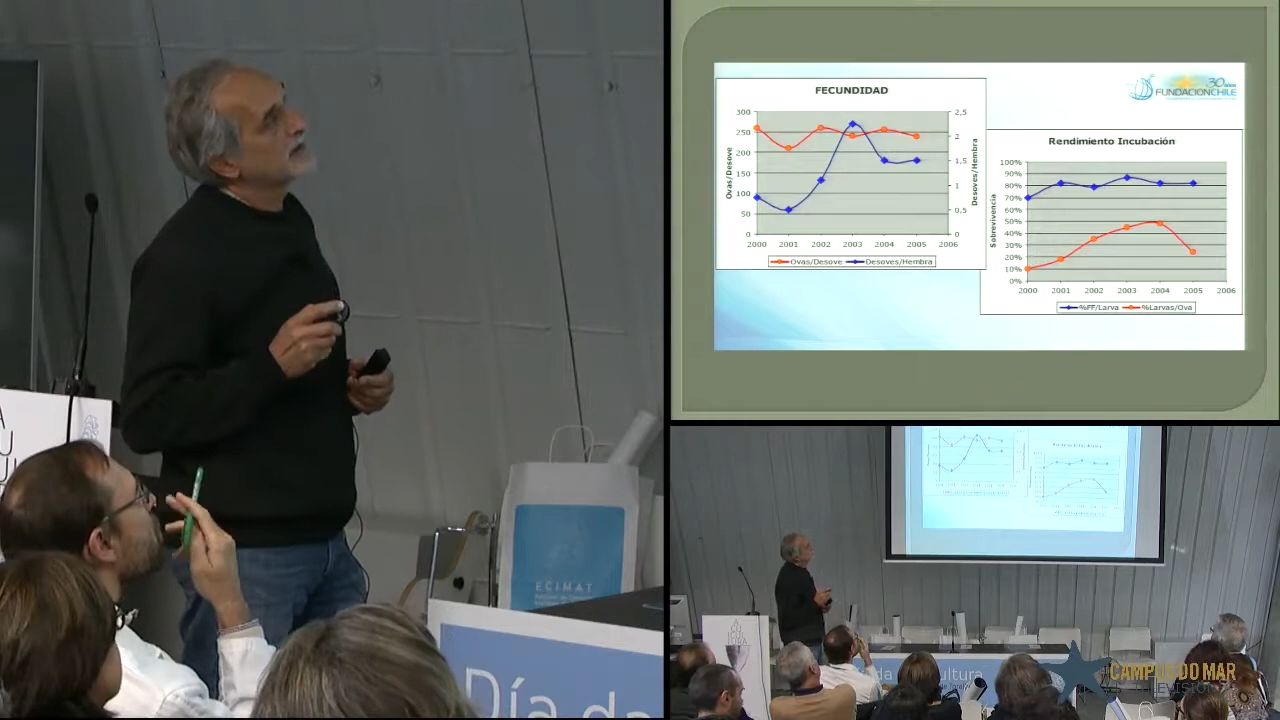 FECUNDIDAD
300
250
200
150
100
50
0
2,5
2
1,5
1
0,5
0
Ovas/Desove
Desoves/Hembra
2000 2001 2002 2003 2004 2005 2006
Ovas/Desove Desoves/Hembra
30 años
FUNDACIONCHILE
Rendimiento Incubación
100%
90%
80%
70%
60%
50%
40%
30%
20%
10%
0%
Sobrevivencia
2000 2001 2002 2003 2004 2005 2006
%FF/Larva %Larvas/Ova
ECIMAT
Día da
CAMPUS DO MAR
TELEVISIÓN